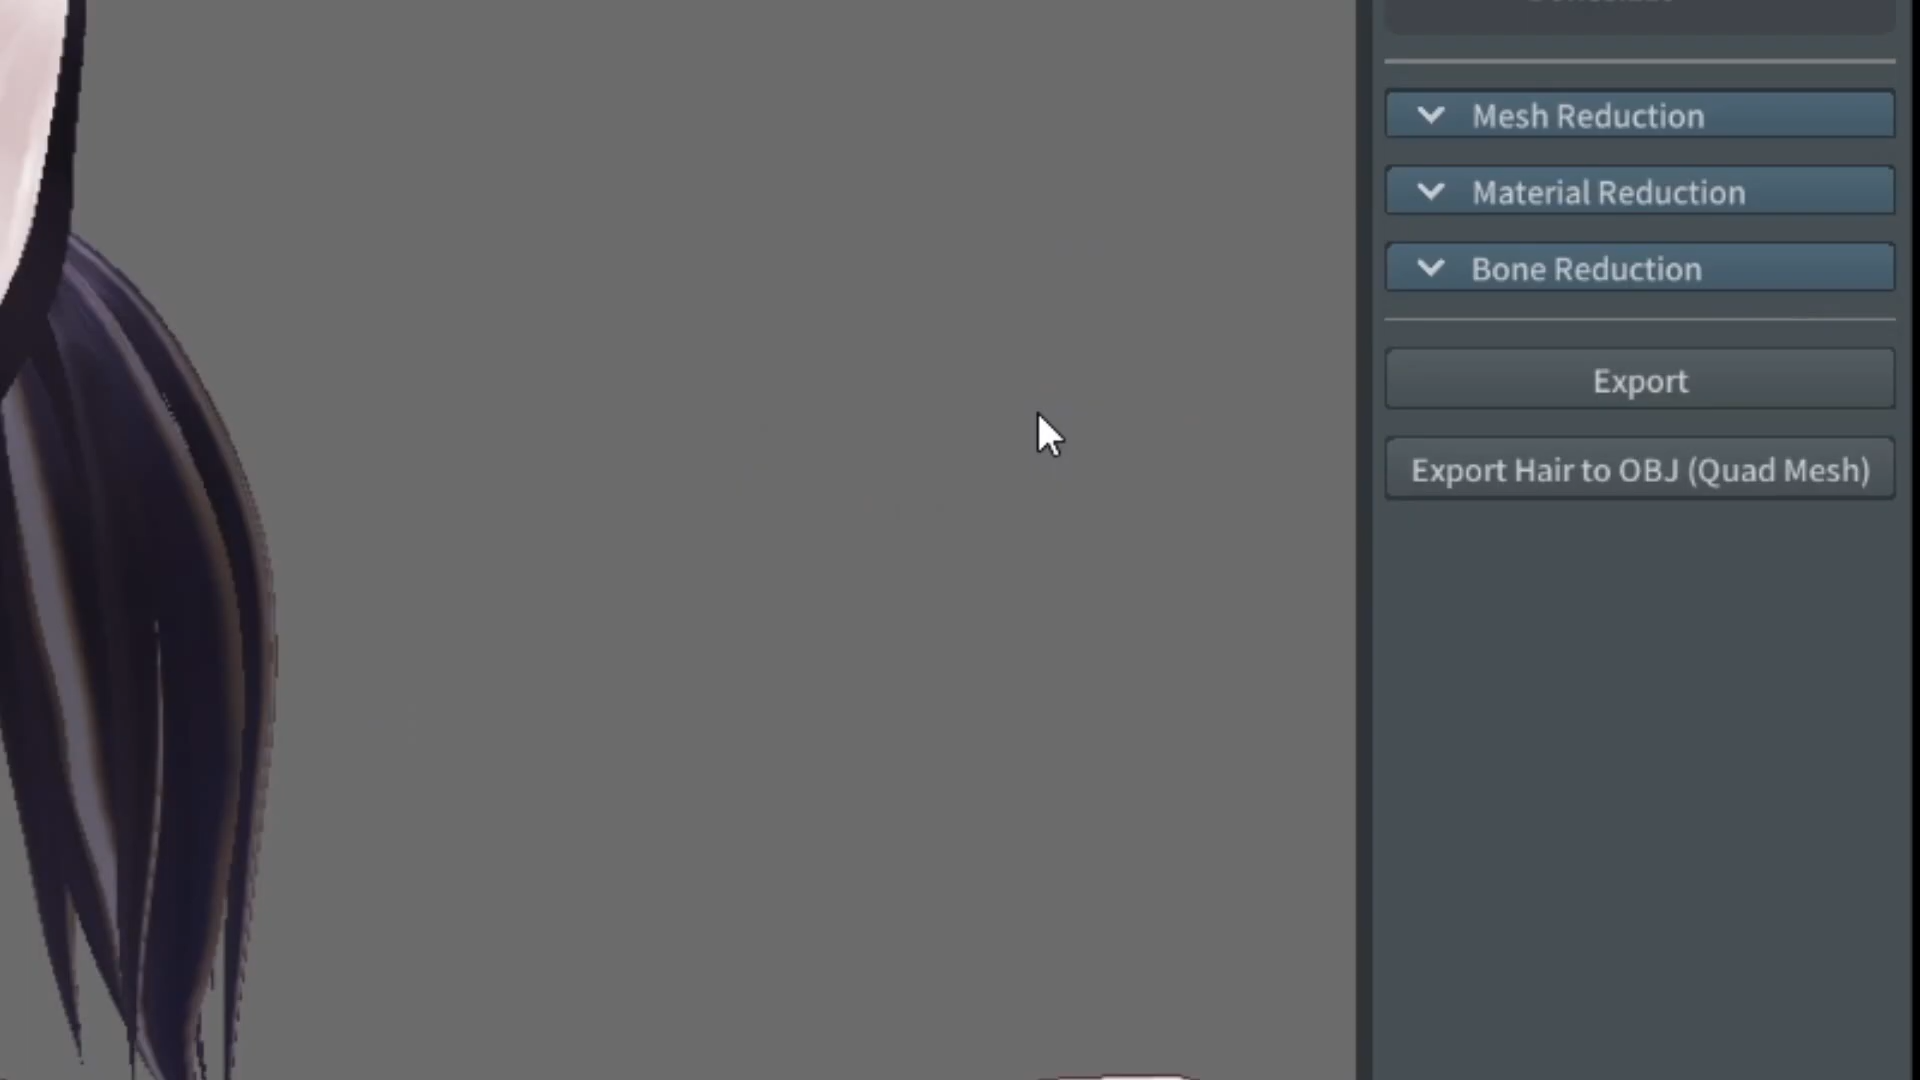 Mesh Reduction
Material Reduction
Bone Reduction
Export
Export Hair to OBJ (Quad Mesh)